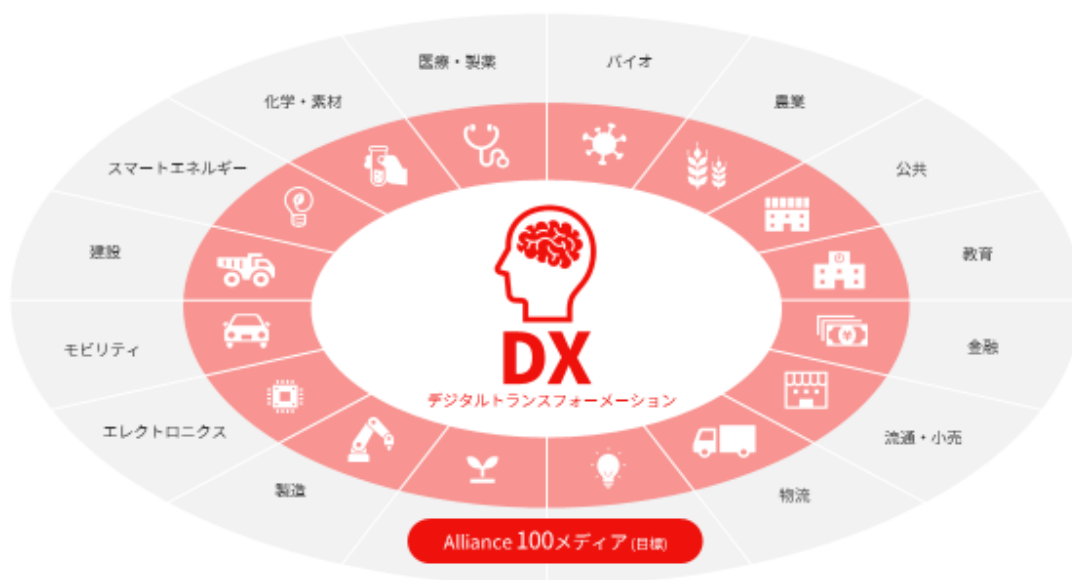 医療・製薬
バイオ
化学・素材
農業
スマートエネルギー
公共
建設
教育
モビリティ
金融
エレクトロニクス
流通・小売
製造
物流
DX
デジタルトランスフォーメーション
Alliance 100メディア (目標)